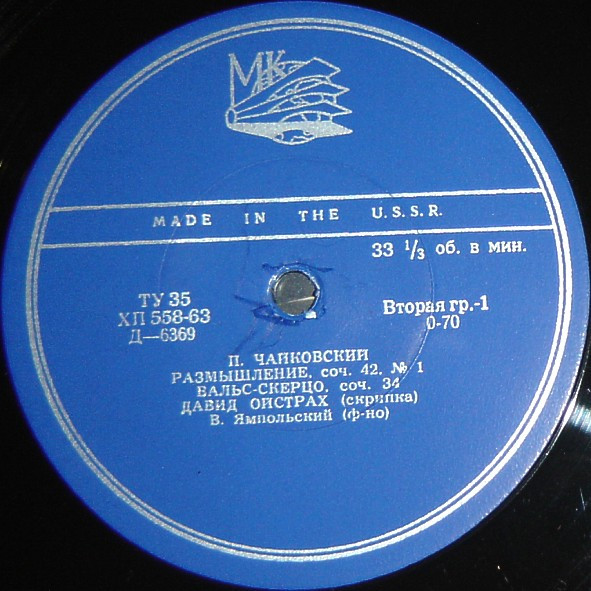 МК
MADE IN THE U.S.S.R.
33 1/3 об. в мин.
ТУ 35
ХП 558-63
Д—6369
Вторая гр.-1
0-70
П. ЧАЙКОВСКИЙ
РАЗМЫШЛЕНИЕ, соч. 42, № 1
ВАЛЬС-СКЕРЦО, соч. 34
ДАВИД ОЙСТРАХ (скрипка)
В. Ямпольский (ф-но)